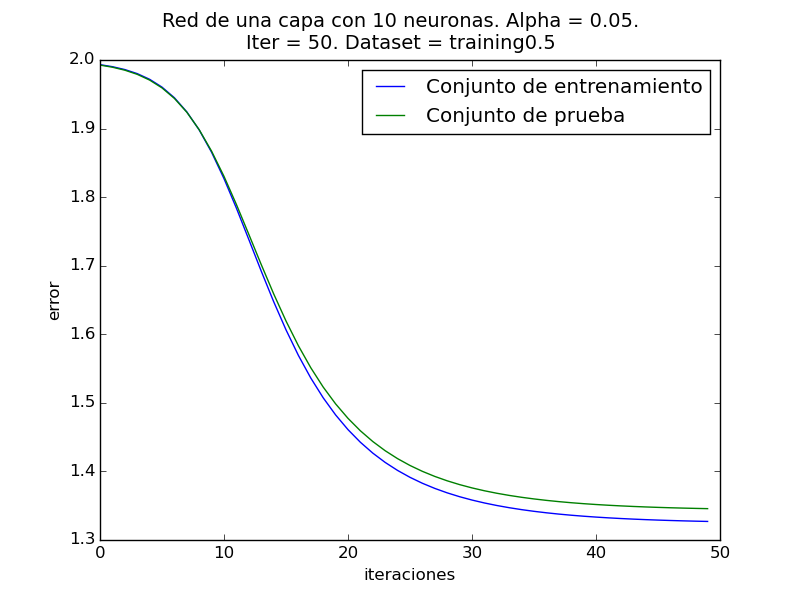 Red de una capa con 10 neuronas. Alpha = 0.05.
Iter = 50. Dataset = training0.5
Conjunto de entrenamiento
Conjunto de prueba
2.0
1.9
1.8
1.7
1.6
1.5
1.4
1.3
error
0 10 20 30 40 50
iteraciones